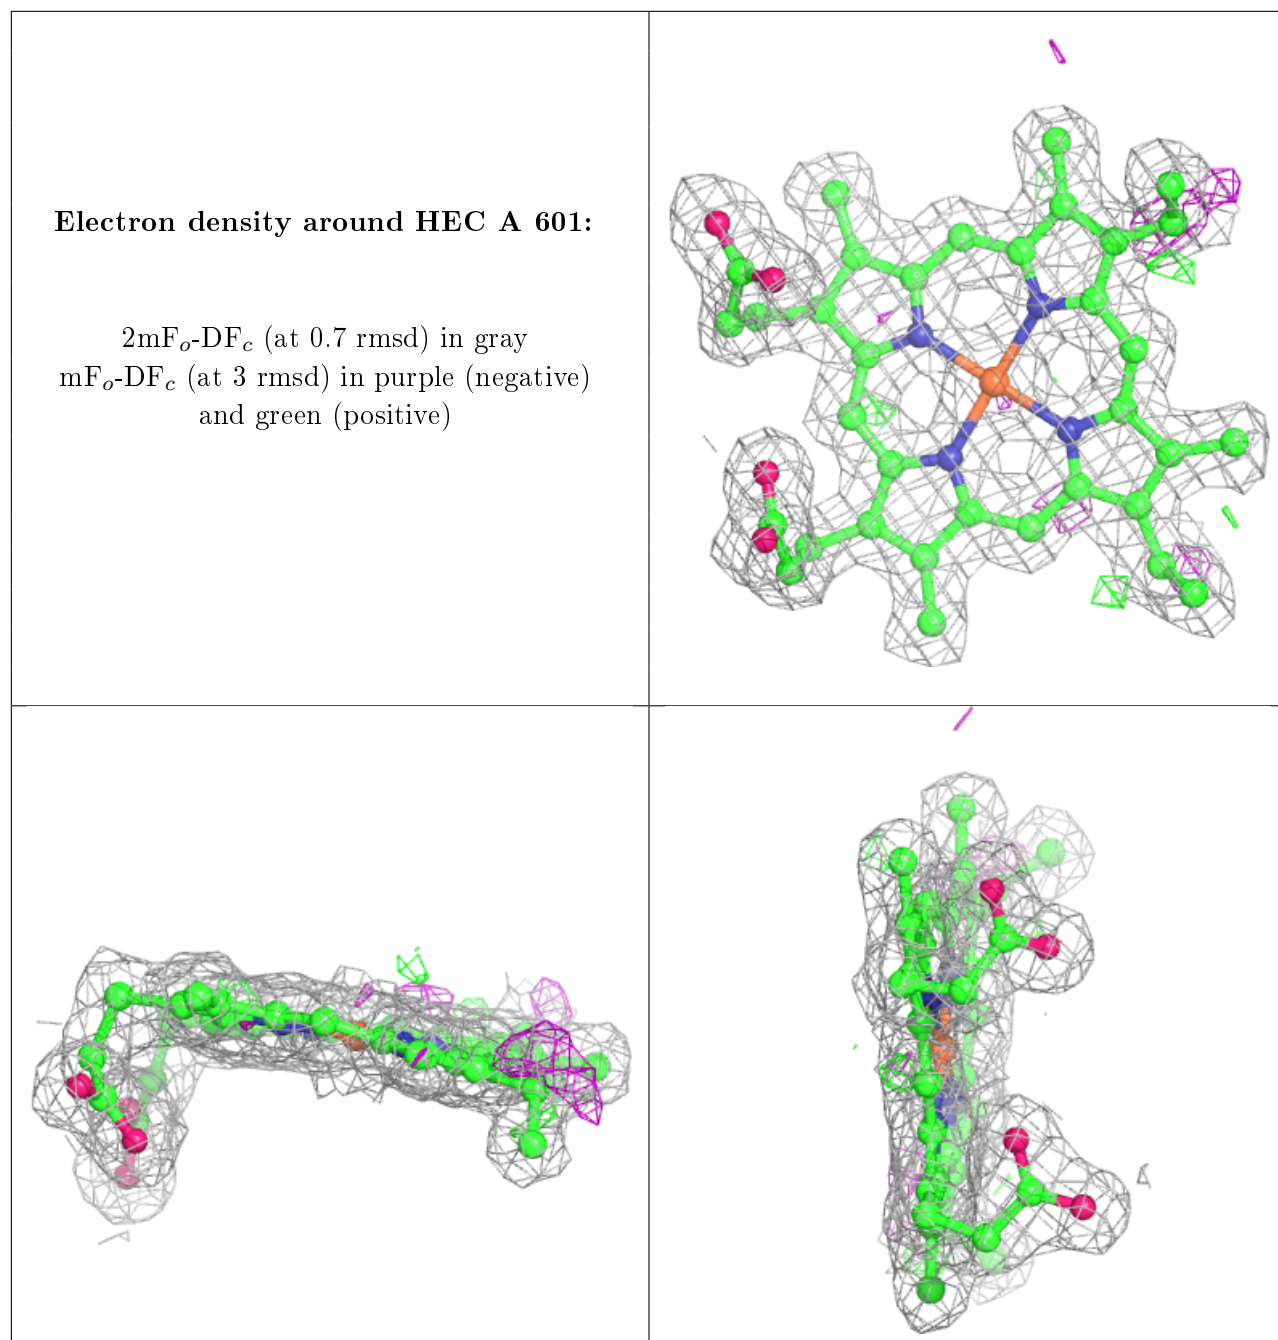 Electron density around HEC A 601:
2mFo-DFc (at 0.7 rmsd) in gray
mFo-DFc (at 3 rmsd) in purple (negative)
and green (positive)